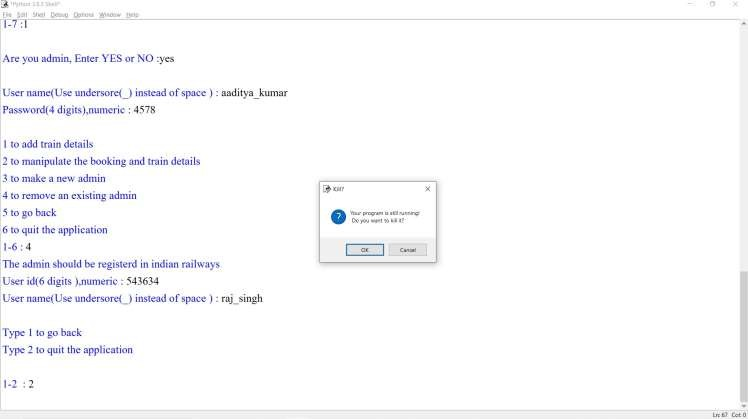 *Python 3.8.3 Shell*
File Edit Shell Debug Options Window Help
1-7 :1
Are you admin, Enter YES or NO :yes
User name(Use undersore(_) instead of space ) : aaditya_kumar
Password(4 digits),numeric : 4578
1 to add train details
2 to manipulate the booking and train details
3 to make a new admin
4 to remove an existing admin
5 to go back
6 to quit the application
1-6 : 4
The admin should be registerd in indian railways
User id(6 digits ),numeric : 543634
User name(Use undersore(_) instead of space ) : raj_singh
Type 1 to go back
Type 2 to quit the application
1-2 : 2
Kill?
Your program is still running!
Do you want to kill it?
OK Cancel
Ln: 67 Col: 0